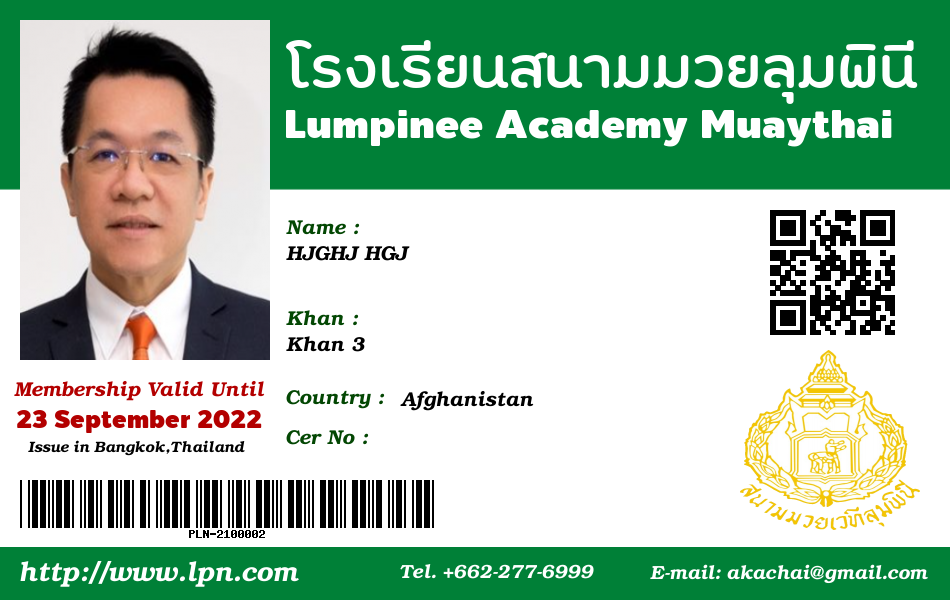 โรงเรียนสนามมวยลุมพินี
Lumpinee Academy Muaythai
Name :
HJGHJ HGJ
Khan :
Khan 3
Country : Afghanistan
Cer No :
Membership Valid Until
23 September 2022
Issue in Bangkok,Thailand
PLN-2100002
สนามมวยเวทีลุมพินี
http://www.lpn.com
Tel. +662-277-6999
E-mail: akachai@gmail.com